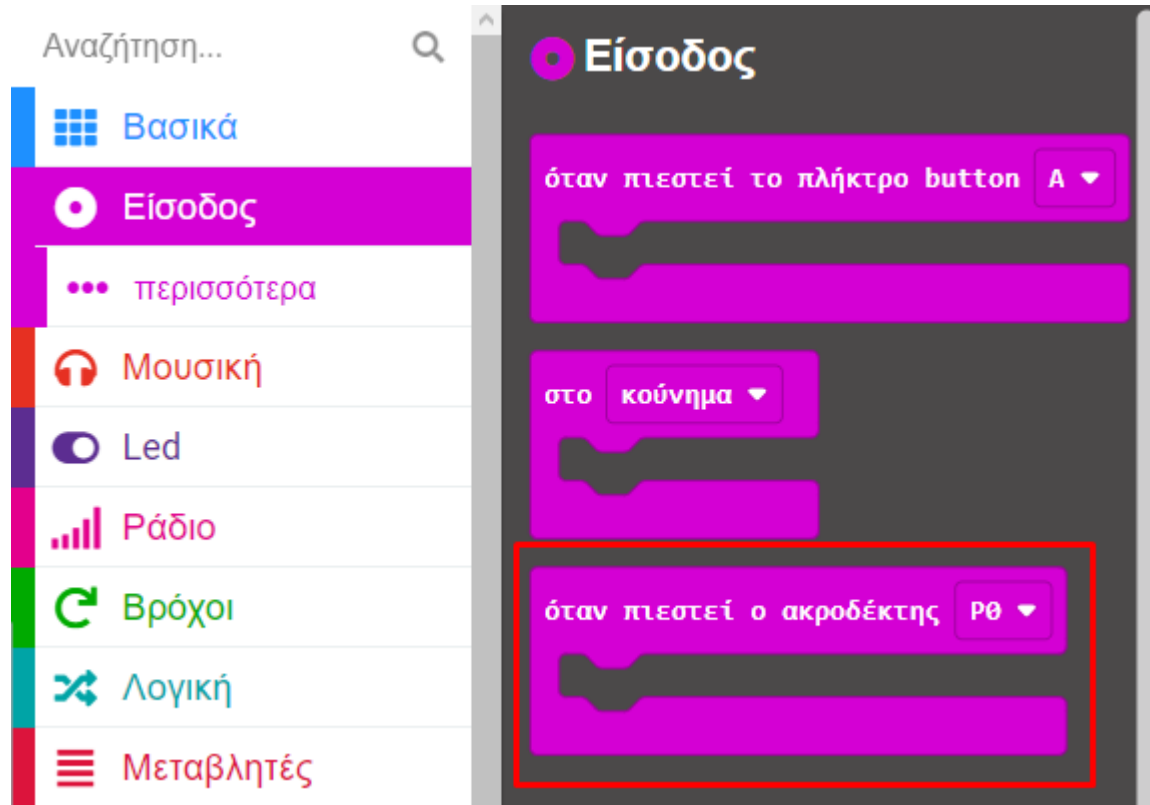 Αναζήτηση...
Βασικά
Είσοδος
περισσότερα
Μουσική
Led
Ράδιο
Βρόχοι
Λογική
Μεταβλητές
Είσοδος
όταν πιεστεί το πλήκτρο button A
στο κούνημα
όταν πιεστεί ο ακροδέκτης P0